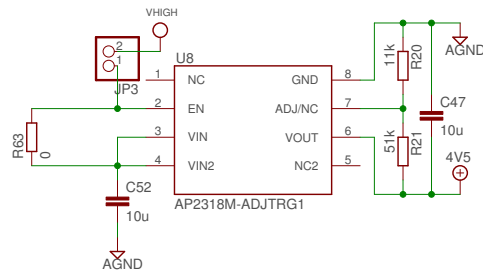 VHIGH
2
1
JP3
U8
1
NC
GND
8
2
EN
ADJ/NC
7
3
VIN
VOUT
6
4
VIN2
NC2
5
AP2318M-ADJTRG1
R63
0
C52
10u
AGND
11k
R20
AGND
51k
R21
C47
10u
4V5